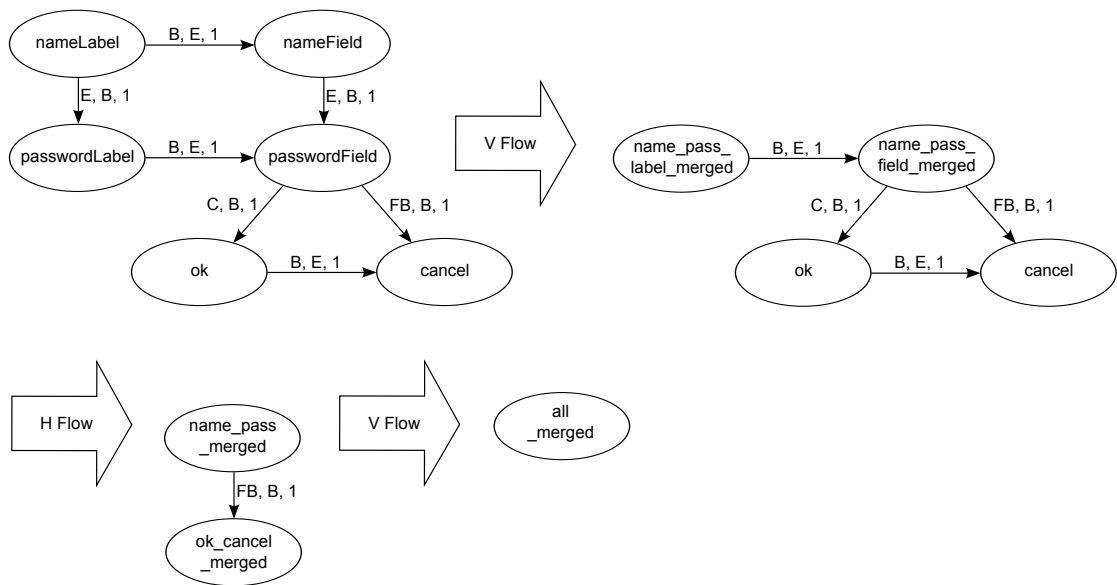 nameLabel
B, E, 1
nameField
E, B, 1
E, B, 1
passwordLabel
B, E, 1
passwordField
C, B, 1
FB, B, 1
ok
B, E, 1
cancel
V Flow
name_pass_
label_merged
B, E, 1
name_pass_
field_merged
C, B, 1
FB, B, 1
ok
B, E, 1
cancel
H Flow
name_pass
_merged
FB, B, 1
ok_cancel
_merged
V Flow
all
_merged